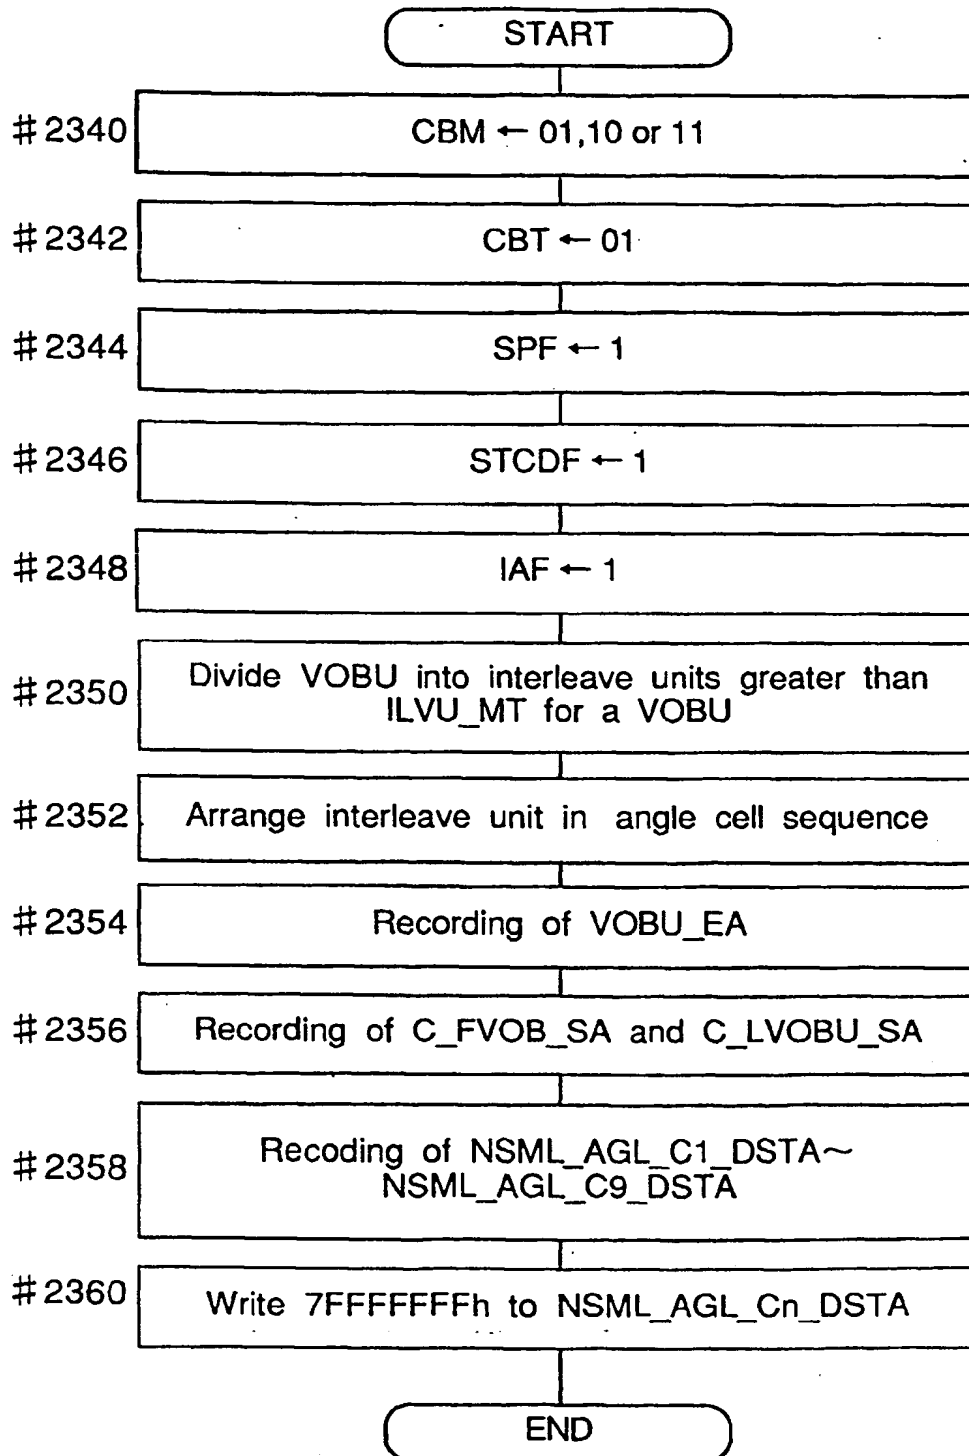 START
#2340 CBM ← 01,10 or 11
#2342 CBT ← 01
#2344 SPF ← 1
#2346 STCDF ← 1
#2348 IAF ← 1
#2350 Divide VOBU into interleave units greater than
ILVU_MT for a VOBU
#2352 Arrange interleave unit in angle cell sequence
#2354 Recording of VOBU_EA
#2356 Recording of C_FVOB_SA and C_LVOBU_SA
#2358 Recoding of NSML_AGL_C1_DSTA~
NSML_AGL_C9_DSTA
#2360 Write 7FFFFFFFh to NSML_AGL_Cn_DSTA
END